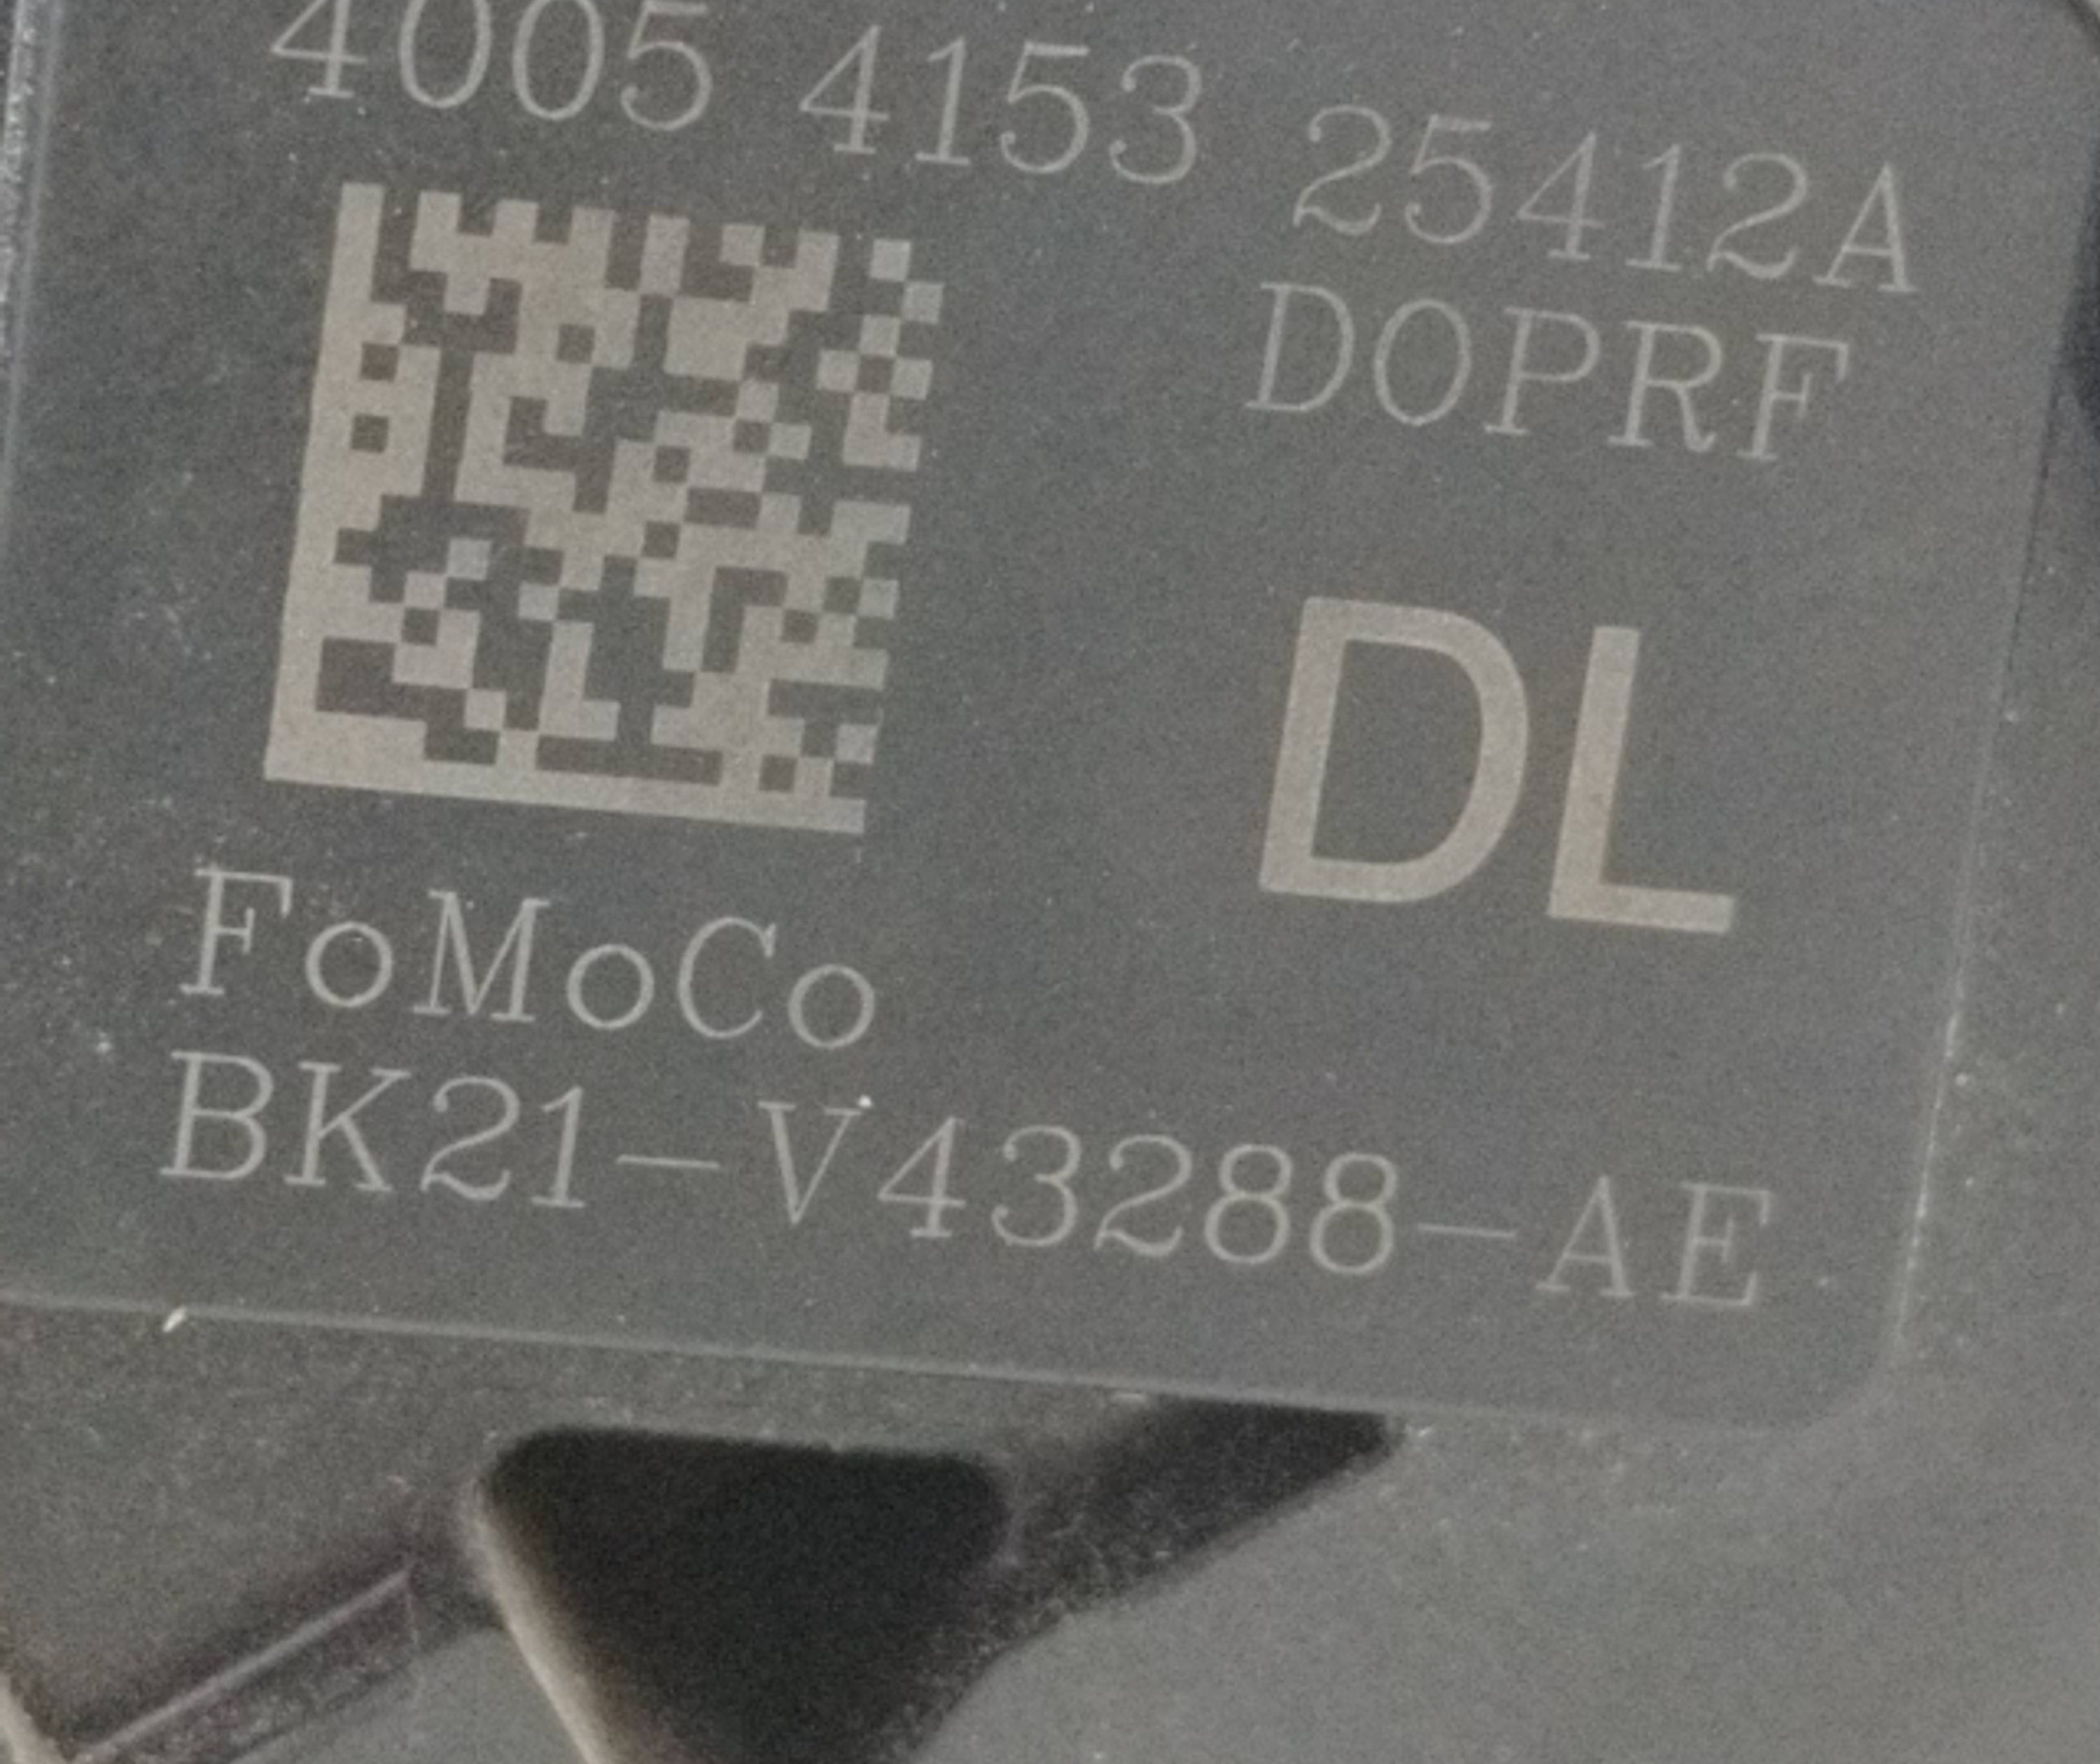 4005 4153 25412A
DOPRF
DL
FoMoCo
BK21-V43288-AE